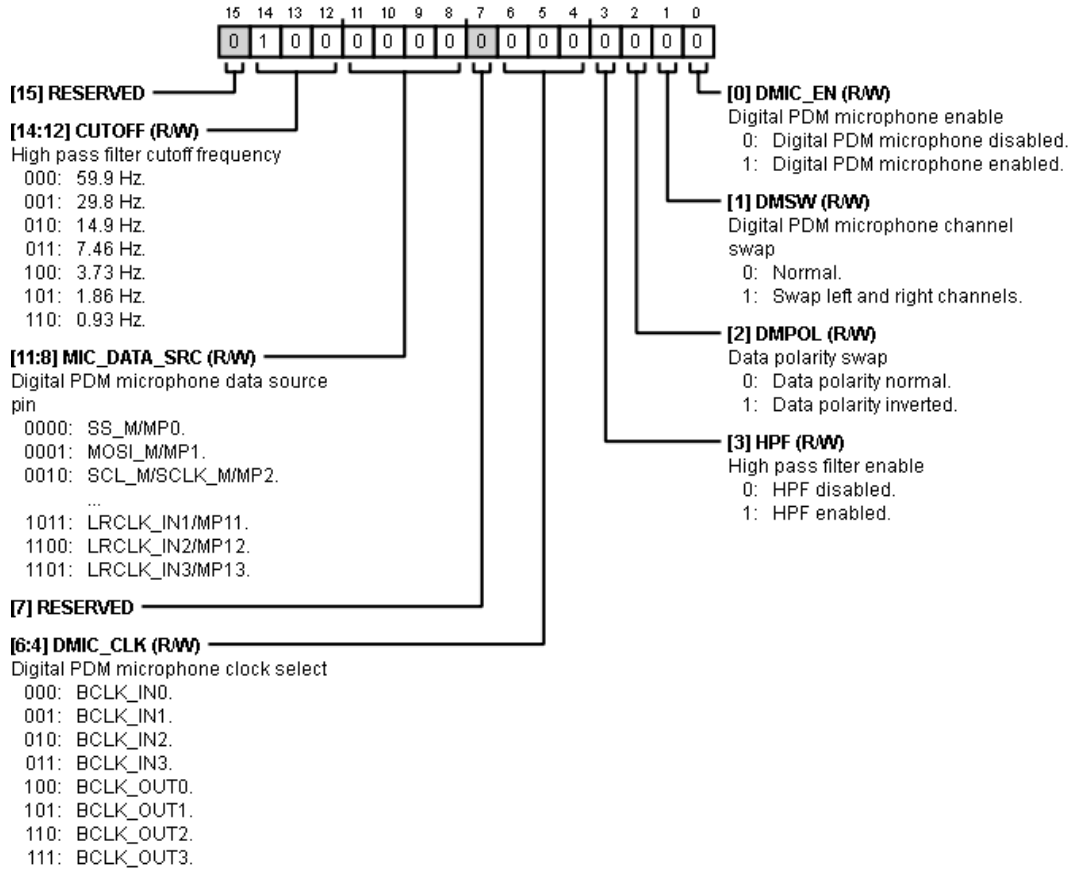 15 14 13 12 11 10 9 8 7 6 5 4 3 2 1 0
0 1 0 0 0 0 0 0 0 0 0 0 0 0 0 0
[15] RESERVED
[14:12] CUTOFF (R/W)
High pass filter cutoff frequency
000: 59.9 Hz.
001: 29.8 Hz.
010: 14.9 Hz.
011: 7.46 Hz.
100: 3.73 Hz.
101: 1.86 Hz.
110: 0.93 Hz.
[11:8] MIC_DATA_SRC (R/W)
Digital PDM microphone data source
pin
0000: SS_M/MP0.
0001: MOSI_M/MP1.
0010: SCL_M/SCLK_M/MP2.
...
1011: LRCLK_IN1/MP11.
1100: LRCLK_IN2/MP12.
1101: LRCLK_IN3/MP13.
[7] RESERVED
[6:4] DMIC_CLK (R/W)
Digital PDM microphone clock select
000: BCLK_IN0.
001: BCLK_IN1.
010: BCLK_IN2.
011: BCLK_IN3.
100: BCLK_OUT0.
101: BCLK_OUT1.
110: BCLK_OUT2.
111: BCLK_OUT3.
[0] DMIC_EN (R/W)
Digital PDM microphone enable
0: Digital PDM microphone disabled.
1: Digital PDM microphone enabled.
[1] DMSW (R/W)
Digital PDM microphone channel
swap
0: Normal.
1: Swap left and right channels.
[2] DMPOL (R/W)
Data polarity swap
0: Data polarity normal.
1: Data polarity inverted.
[3] HPF (R/W)
High pass filter enable
0: HPF disabled.
1: HPF enabled.